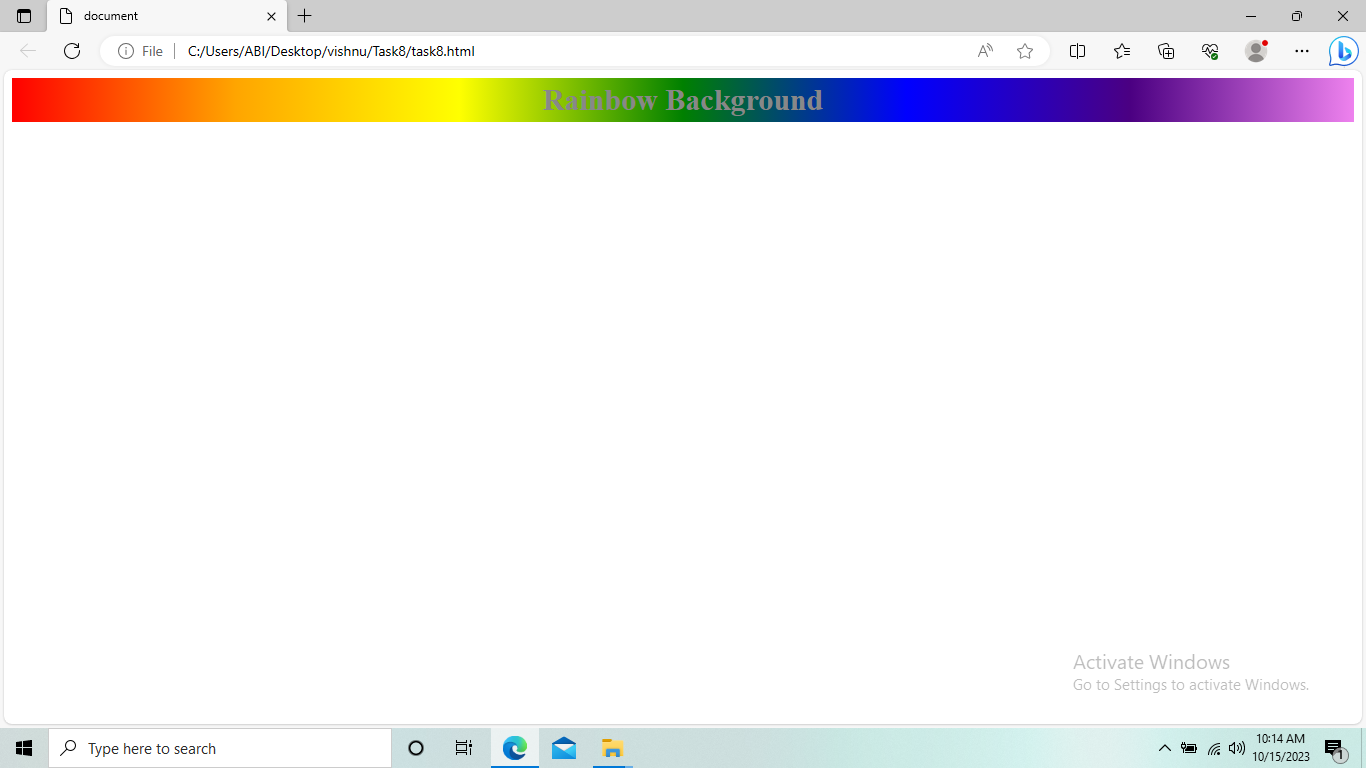 document
File
C:/Users/ABI/Desktop/vishnu/Task8/task8.html
Rainbow Background
Activate Windows
Go to Settings to activate Windows.
Type here to search
10:14 AM
10/15/2023
1